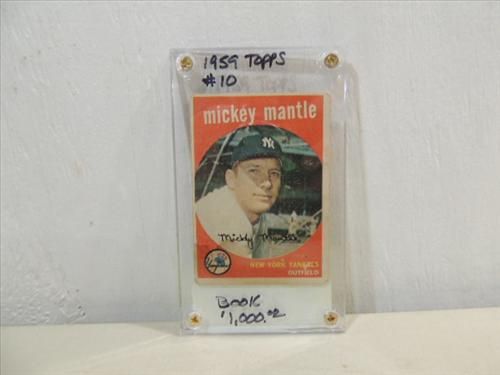 1959 TOPPS
#10
mickey mantle
NY
Mickey Mantle
NEW YORK YANKEES
OUTFIELD
BOOK
$1,000.00